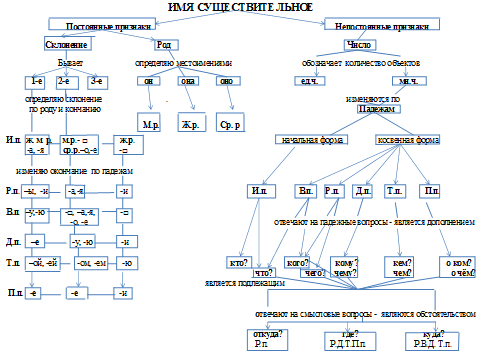 ИМЯ СУЩЕСТВИТЕЛЬНОЕ
Постоянные признаки
Непостоянные признаки
Склонение
Род
Число
Бывает
определяю местоимениями
обозначает количество объектов
1-е
2-е
3-е
он
она
оно
ед.ч.
мн.ч.
определяю склонение
по роду и кончанию
изменяются по
Падежам
М.р.
Ж.р.
Ср. р
И.п.
ж м р.
-а, -я
м.р.-
ср.р.-о,-е
ж.р.
начальная форма
косвенная форма
изменяю окончание по падежам
И.п.
В.п.
Р.п.
Д.п.
Т.п.
П.п.
Р.п.
-ы, -и
-а,-я
-и
В.п.
-у,-ю
-а,-я,
-о, -е
отвечают на падежные вопросы - является дополнением
Д.п.
-е
-у, -ю
-и
Т.п.
-ой, -ей
-ом, -ем
-ю
кто?
что?
кого?
чего?
кому?
чему?
кем?
чем?
о ком?
о чём?
является подлежащим
П.п.
-е
-е
-и
отвечают на смысловые вопросы - являются обстоятельством
откуда?
Р.п.
где?
Р.Д.Т.П.п.
куда?
Р.В.Д. Т.п.